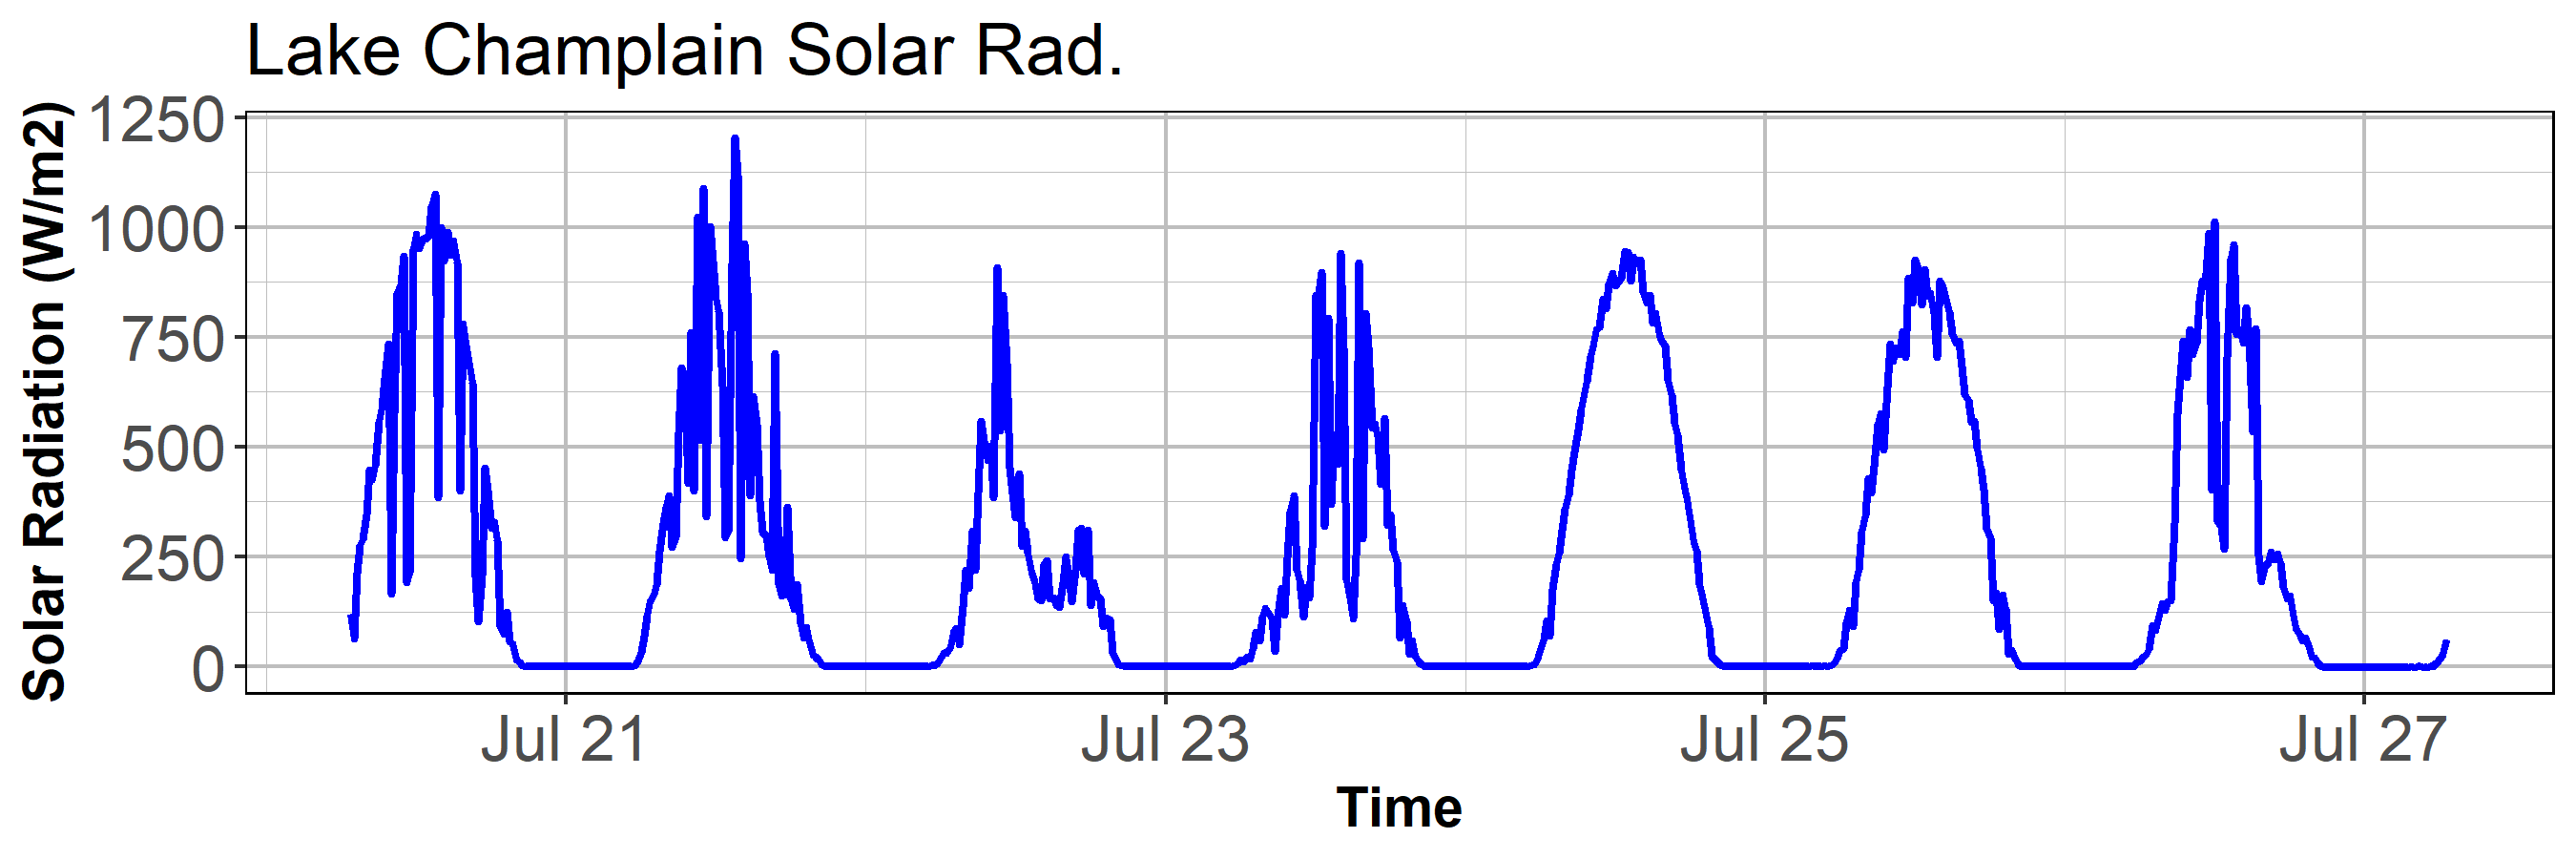 Lake Champlain Solar Rad.
Solar Radiation (W/m2)
1250
1000
750
500
250
0
Jul 21 Jul 23 Jul 25 Jul 27
Time